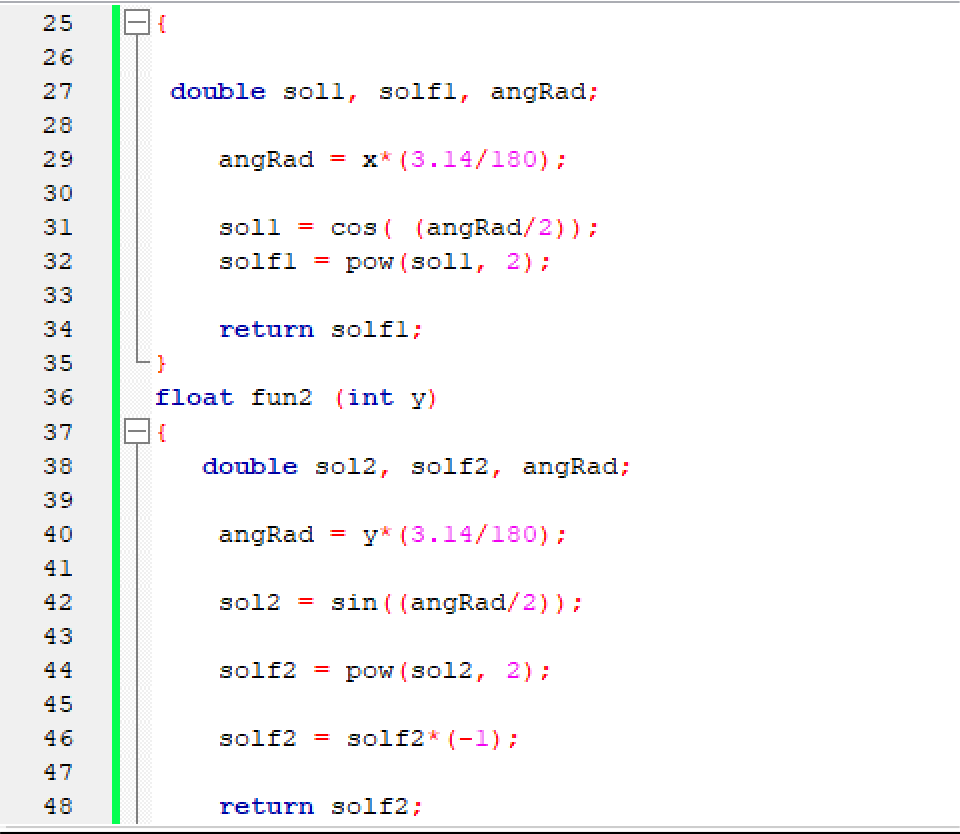 25 {
26
27 double sol1, solf1, angRad;
28
29 angRad = x*(3.14/180);
30
31 sol1 = cos( (angRad/2));
32 solf1 = pow(sol1, 2);
33
34 return solf1;
35 }
36 float fun2 (int y)
37 {
38 double sol2, solf2, angRad;
39
40 angRad = y*(3.14/180);
41
42 sol2 = sin((angRad/2));
43
44 solf2 = pow(sol2, 2);
45
46 solf2 = solf2*(-1);
47
48 return solf2;